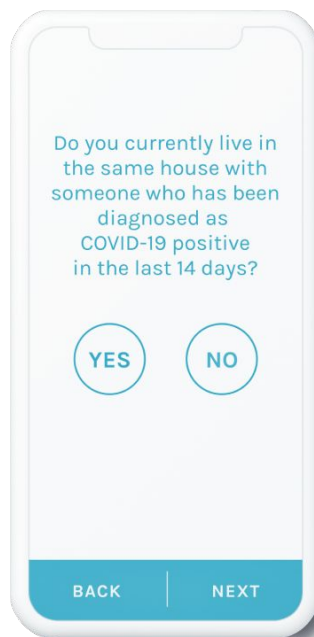 Do you currently live in
the same house with
someone who has been
diagnosed as
COVID-19 positive
in the last 14 days?
YES NO
BACK NEXT